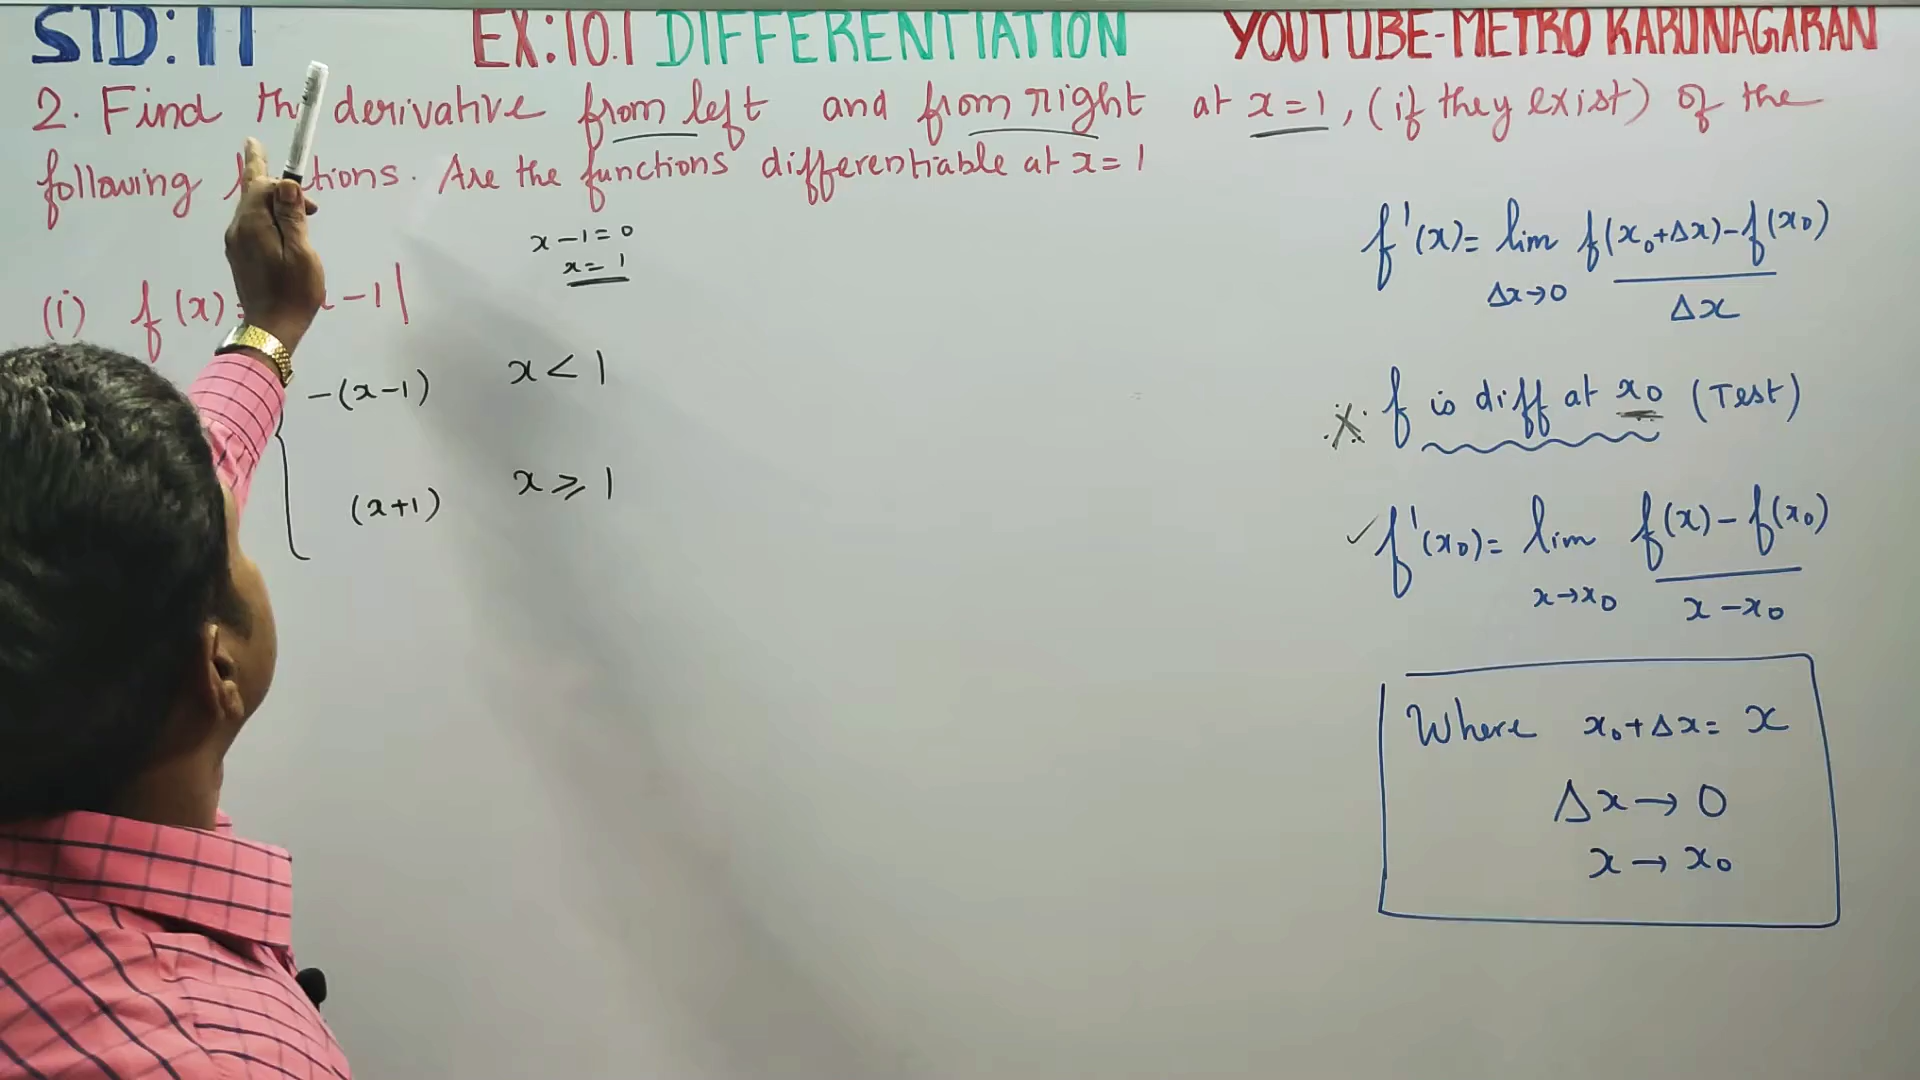 STD: 11 EX:10.1 DIFFERENTIATION YOUTUBE-METRO KARUNAGARAN
2. Find the derivative from left and from right at x=1, (if they exist) of the
following tions. Are the functions differentiable at x=1
x-1=0
x=1
(i) f(x)= x-1|
-(x-1) x<1
(x+1) x⩾1
f'(x)= lim f(x₀+Δx)-f(x₀)
Δx→0 Δx
f is diff at x₀ (Test)
✓ f'(x₀)= lim f(x)-f(x₀)
x→x₀ x-x₀
Where x₀+Δx= x
Δx→0
x→x₀